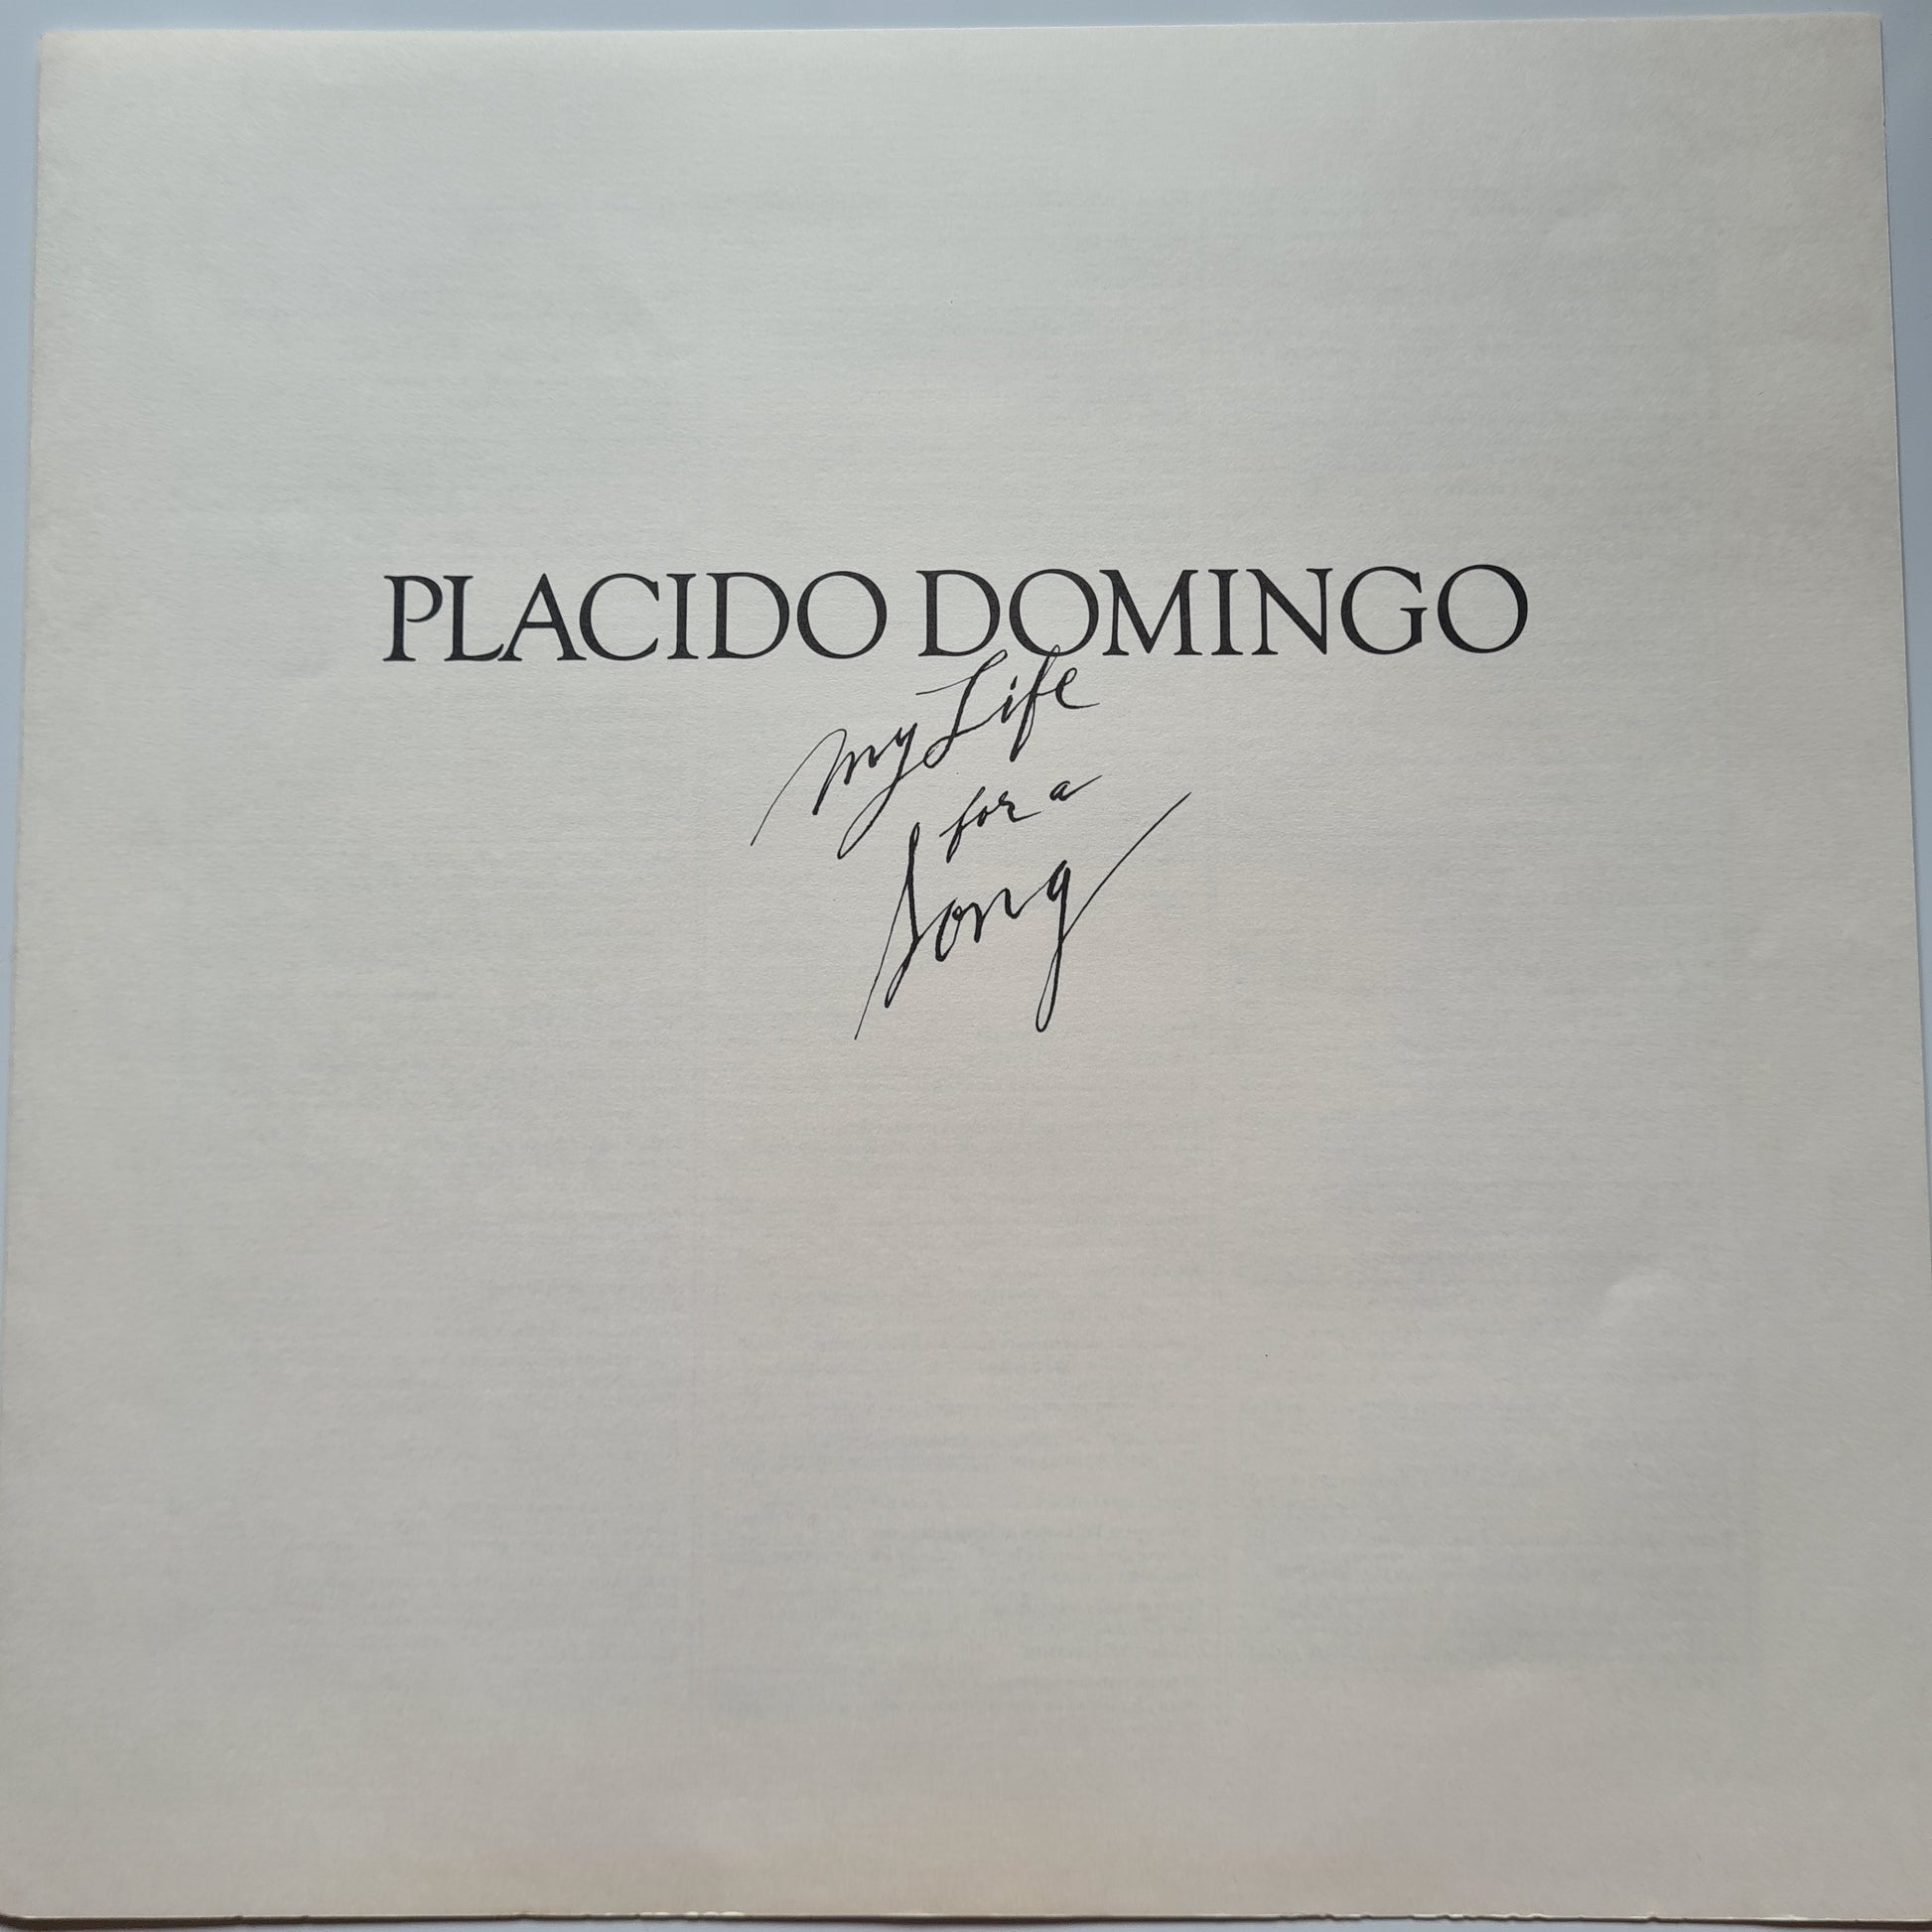 PLACIDO DOMINGO
My Life
for a
Song